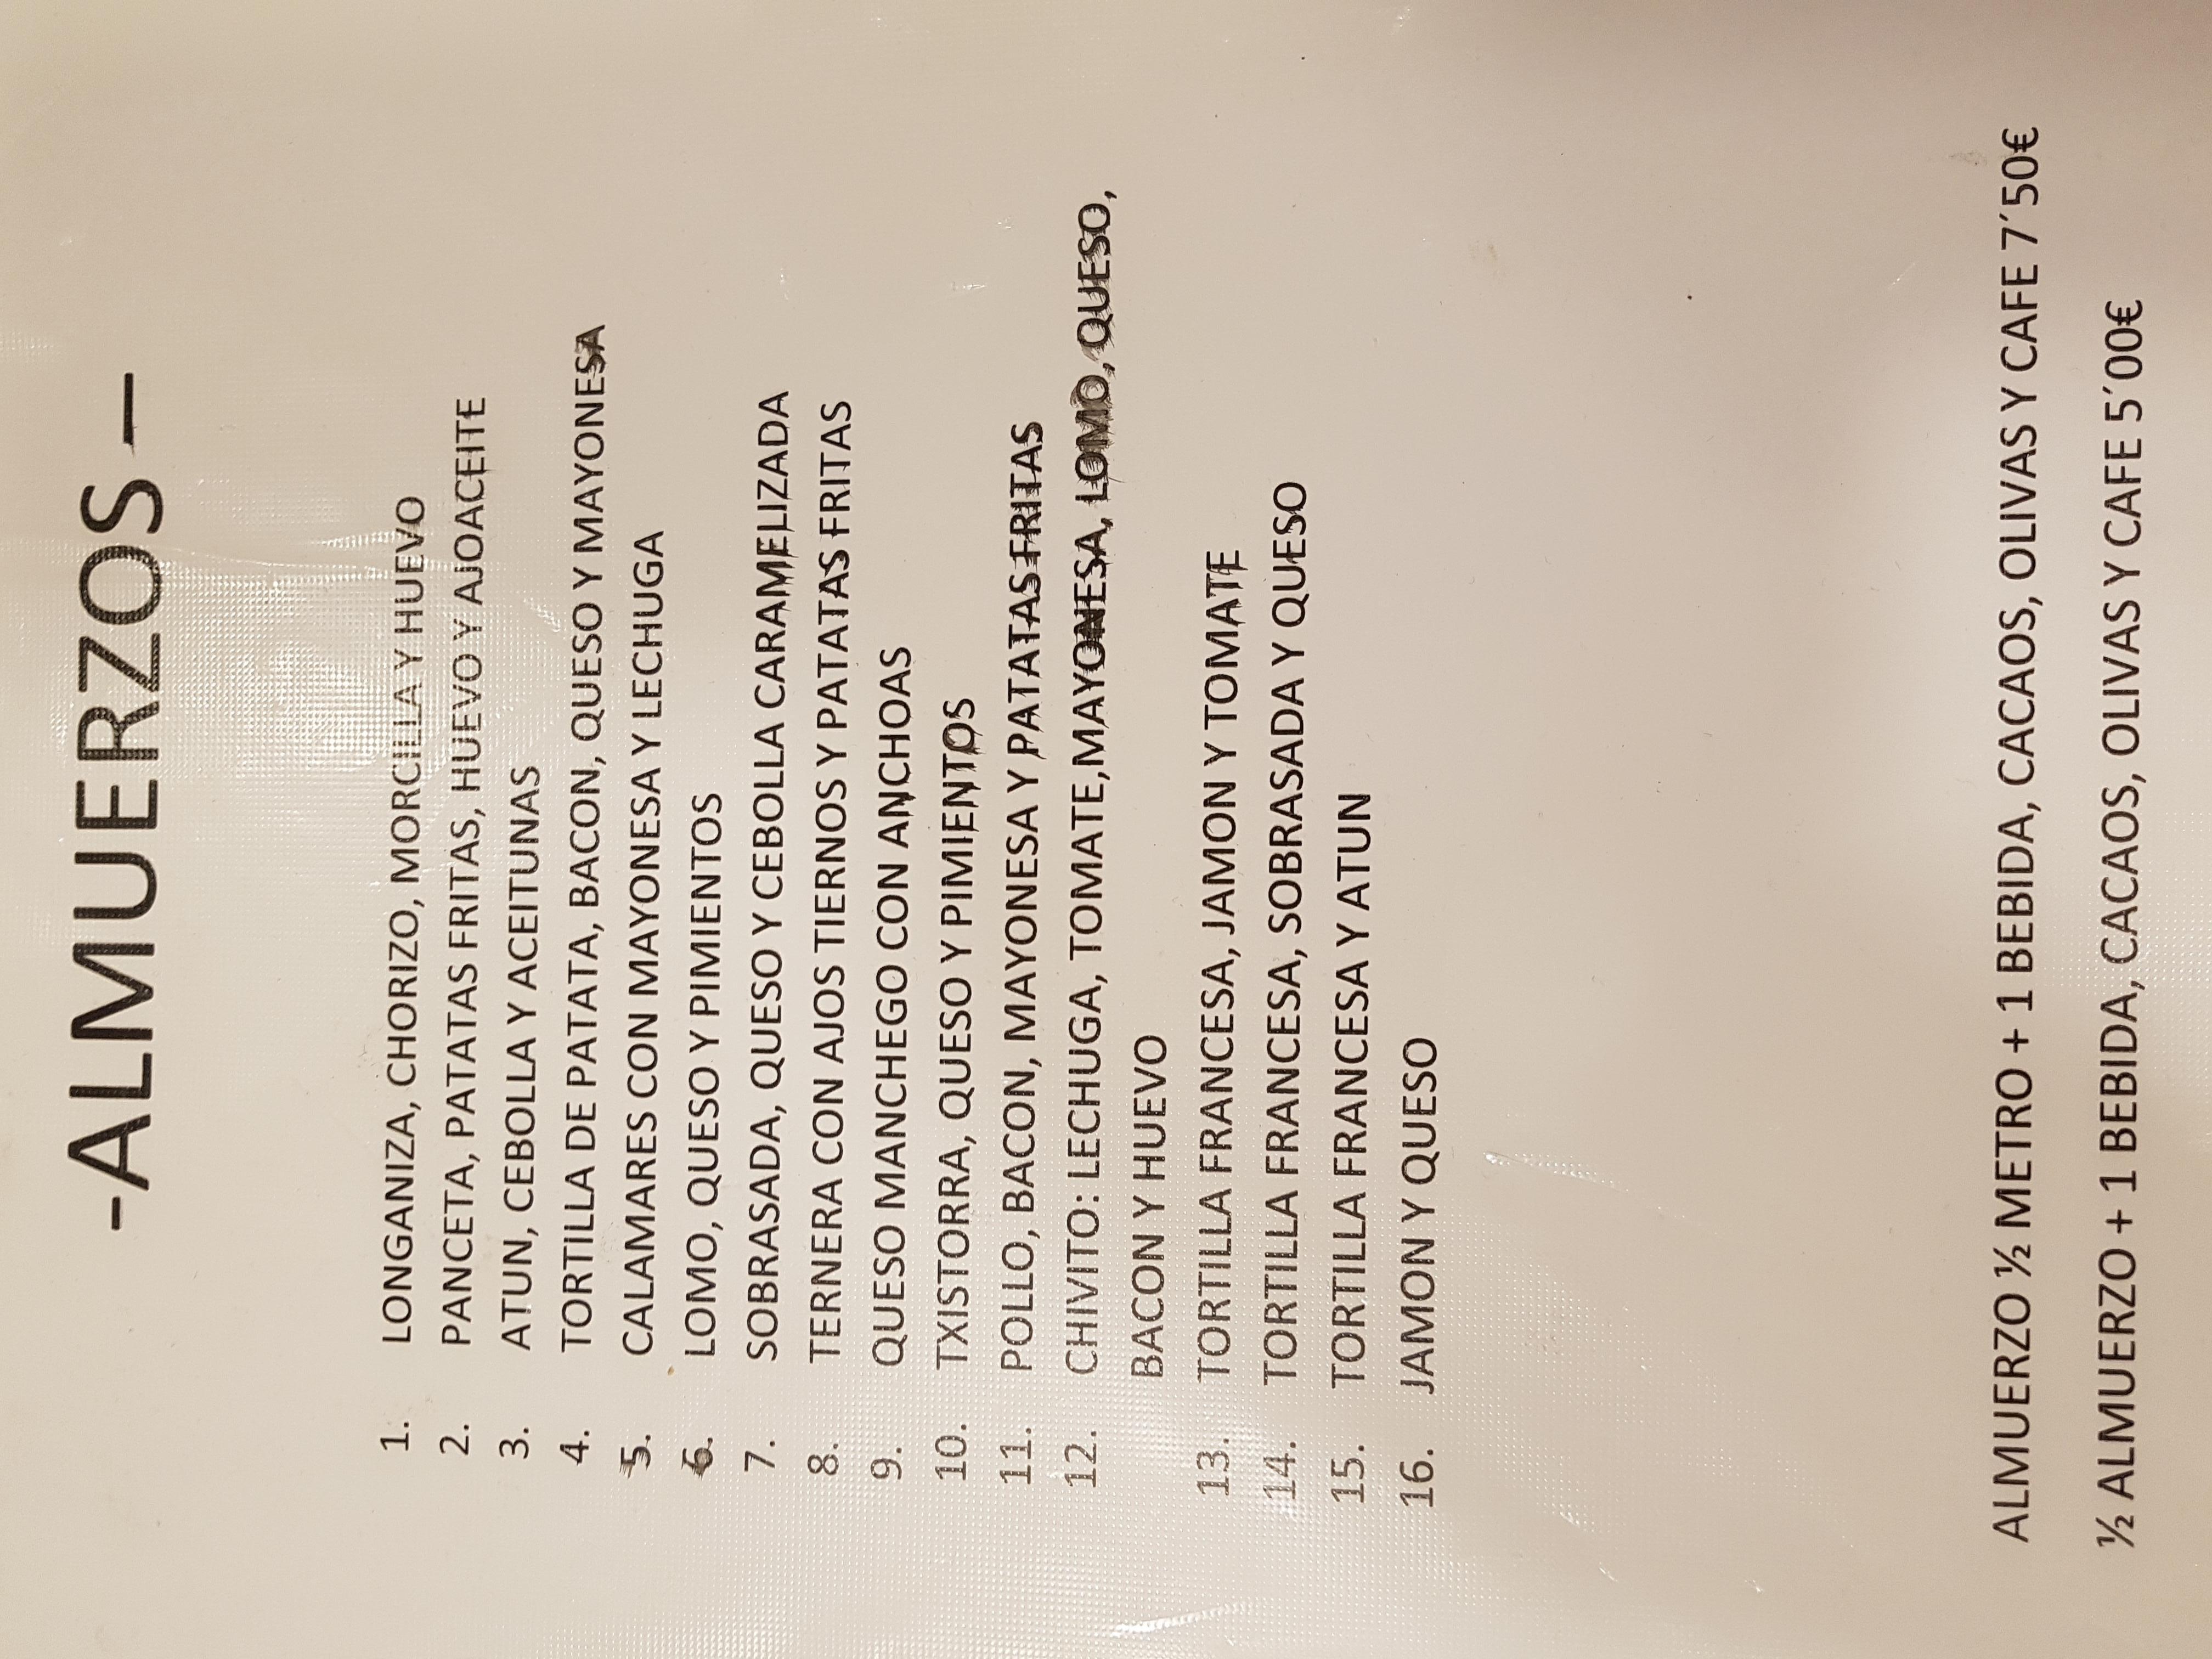 -ALMUERZOS –
1. LONGANIZA, CHORIZO, MORCILLA Y HUEVO
2. PANCETA, PATATAS FRITAS, HUEVO Y AJOACEITE
3. ATUN, CEBOLLA Y ACEITUNAS
4. TORTILLA DE PATATA, BACON, QUESO Y MAYONESA
5. CALAMARES CON MAYONESA Y LECHUGA
6. LOMO, QUESO Y PIMIENTOS
7. SOBRASADA, QUESO Y CEBOLLA CARAMELIZADA
8. TERNERA CON AJOS TIERNOS Y PATATAS FRITAS
9. QUESO MANCHEGO CON ANCHOAS
10. TXISTORRA, QUESO Y PIMIENTOS
11. POLLO, BACON, MAYONESA Y PATATAS FRITAS
12. CHIVITO: LECHUGA, TOMATE,MAYONESA, LOMO, QUESO,
BACON Y HUEVO
13. TORTILLA FRANCESA, JAMON Y TOMATE
14. TORTILLA FRANCESA, SOBRASADA Y QUESO
15. TORTILLA FRANCESA Y ATUN
16. JAMON Y QUESO
ALMUERZO ½ METRO + 1 BEBIDA, CACAOS, OLIVAS Y CAFE 7´50€
½ ALMUERZO + 1 BEBIDA, CACAOS, OLIVAS Y CAFE 5´00€